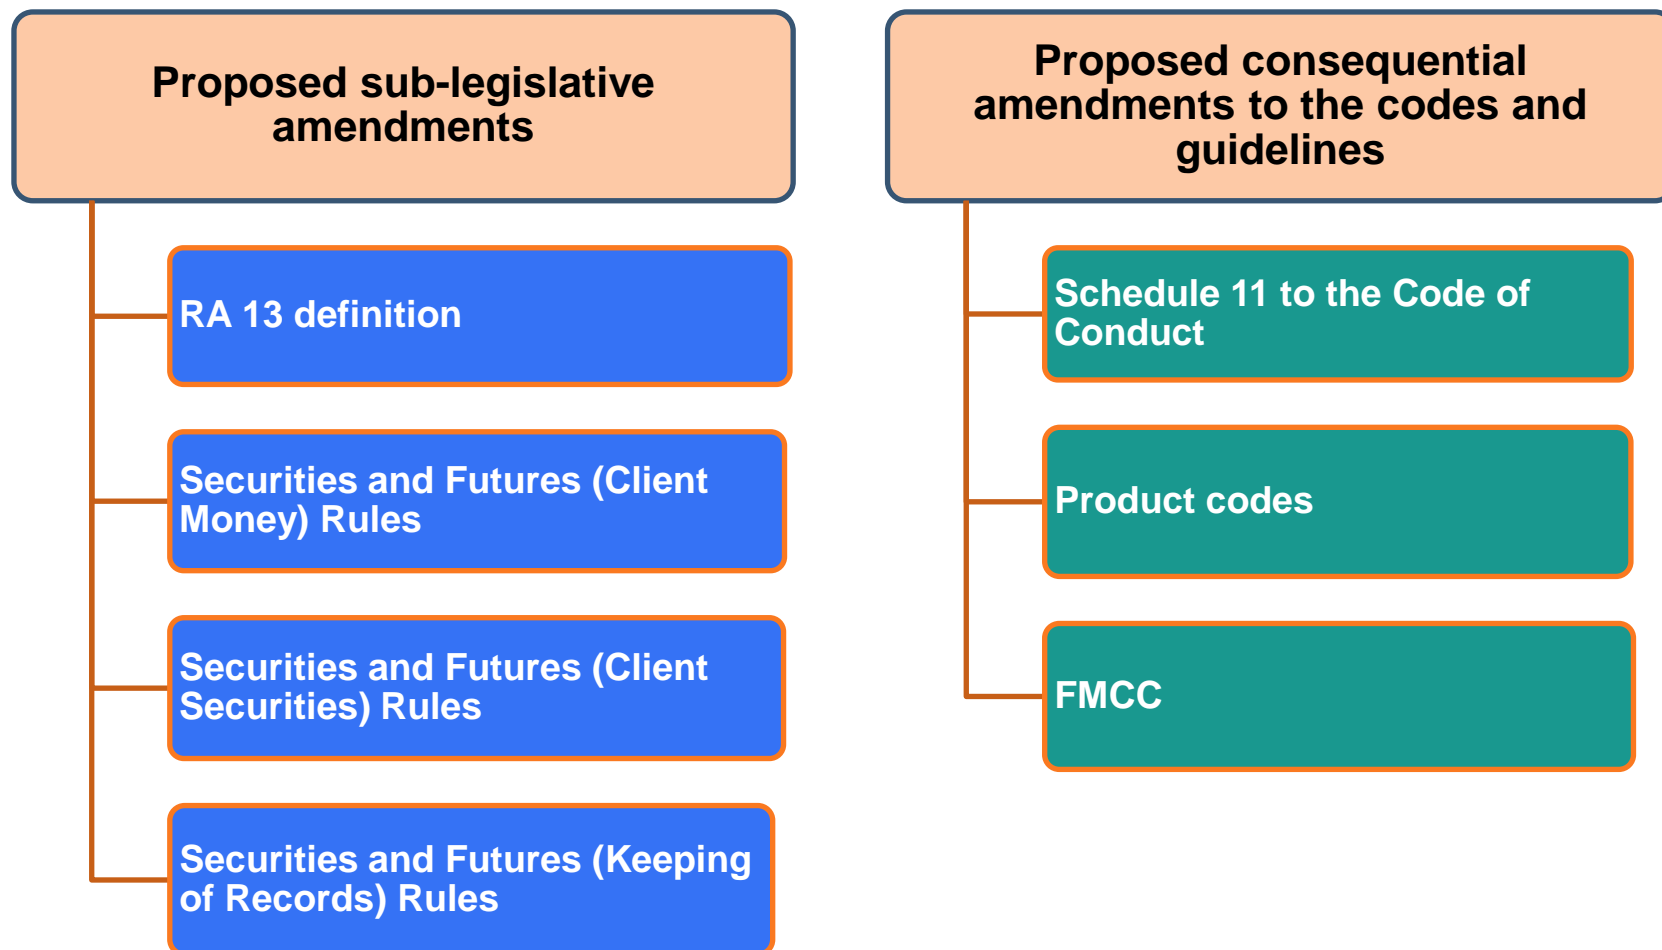 Proposed sub-legislative
amendments
RA 13 definition
Securities and Futures (Client
Money) Rules
Securities and Futures (Client
Securities) Rules
Securities and Futures (Keeping
of Records) Rules
Proposed consequential
amendments to the codes and
guidelines
Schedule 11 to the Code of
Conduct
Product codes
FMCC